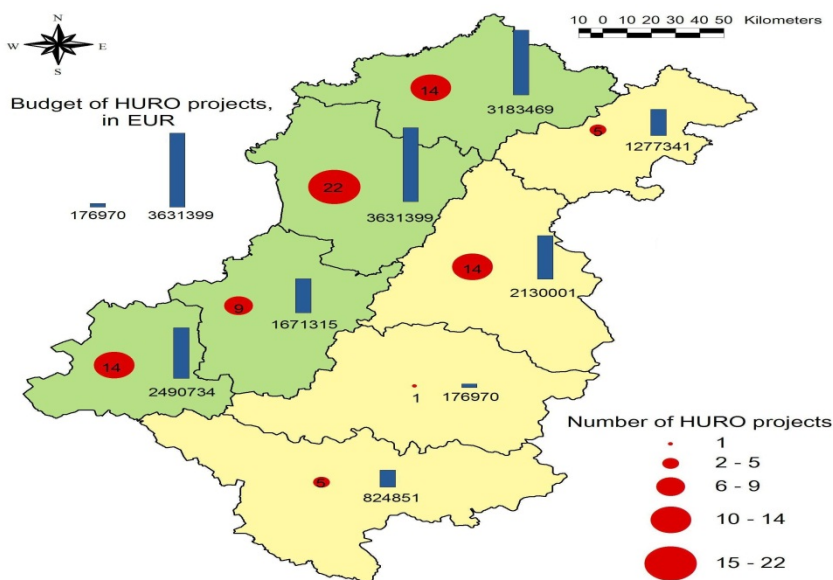 N
W E
S
10 0 10 20 30 40 50 Kilometers
Budget of HURO projects,
in EUR
176970 3631399
14
3183469
5
1277341
22
3631399
14
2130001
9
1671315
14
2490734
1
176970
5
824851
Number of HURO projects
1
2 - 5
6 - 9
10 - 14
15 - 22